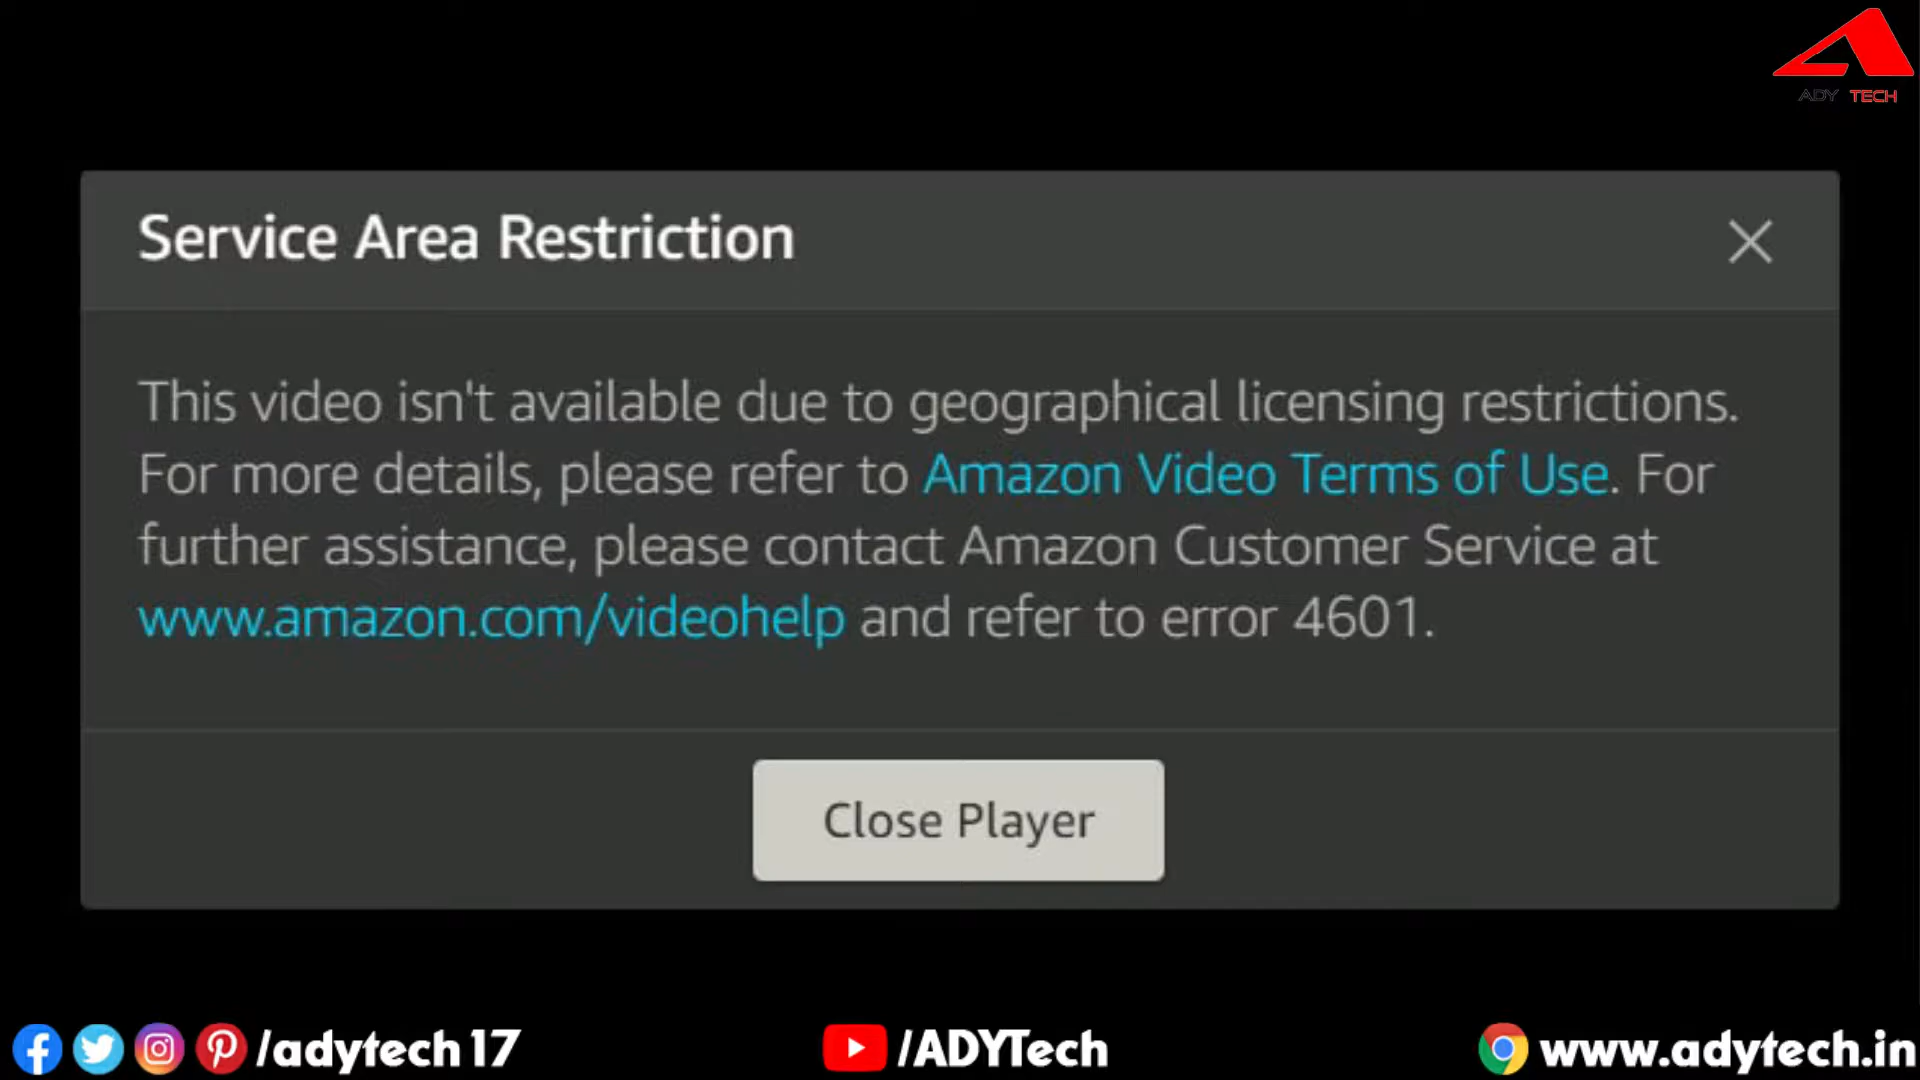 ADY TECH
Service Area Restriction
This video isn't available due to geographical licensing restrictions.
For more details, please refer to Amazon Video Terms of Use. For
further assistance, please contact Amazon Customer Service at
www.amazon.com/videohelp and refer to error 4601.
Close Player
/adytech17
/ADYTech
www.adytech.in